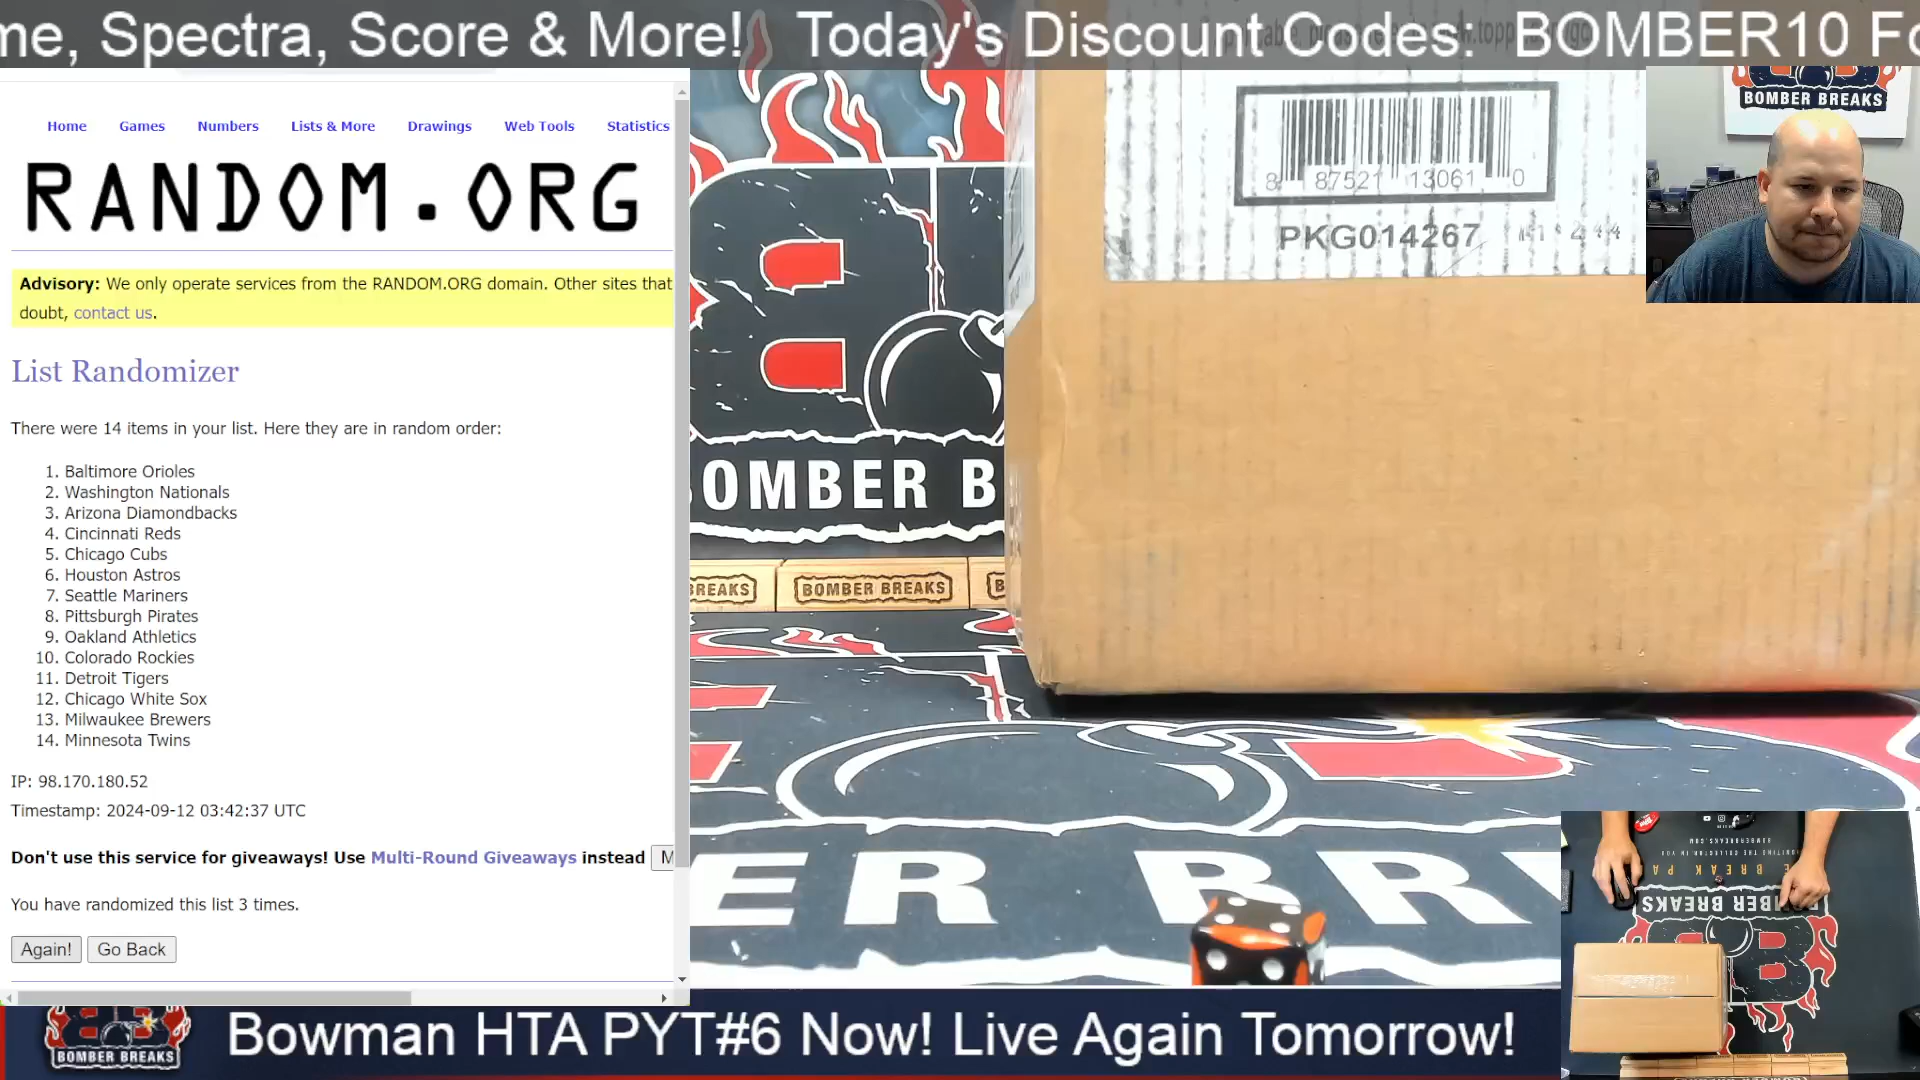 me, Spectra, Score & More! Today's Discount Codes: BOMBER10 Fo
Home Games Numbers Lists & More Drawings Web Tools Statistics
RANDOM.ORG
Advisory: We only operate services from the RANDOM.ORG domain. Other sites that
doubt, contact us.
List Randomizer
There were 14 items in your list. Here they are in random order:
1. Baltimore Orioles
2. Washington Nationals
3. Arizona Diamondbacks
4. Cincinnati Reds
5. Chicago Cubs
6. Houston Astros
7. Seattle Mariners
8. Pittsburgh Pirates
9. Oakland Athletics
10. Colorado Rockies
11. Detroit Tigers
12. Chicago White Sox
13. Milwaukee Brewers
14. Minnesota Twins
IP: 98.170.180.52
Timestamp: 2024-09-12 03:42:37 UTC
Don't use this service for giveaways! Use Multi-Round Giveaways instead M
You have randomized this list 3 times.
Again! Go Back
8 87521 13061 0
PKG014267
BOMBER BREAKS
OMBER B
REAKS
BOMBER BREAKS
B
ER BR
BOMBER BREAKS
BOMBER BREAKS
Bowman HTA PYT#6 Now! Live Again Tomorrow!